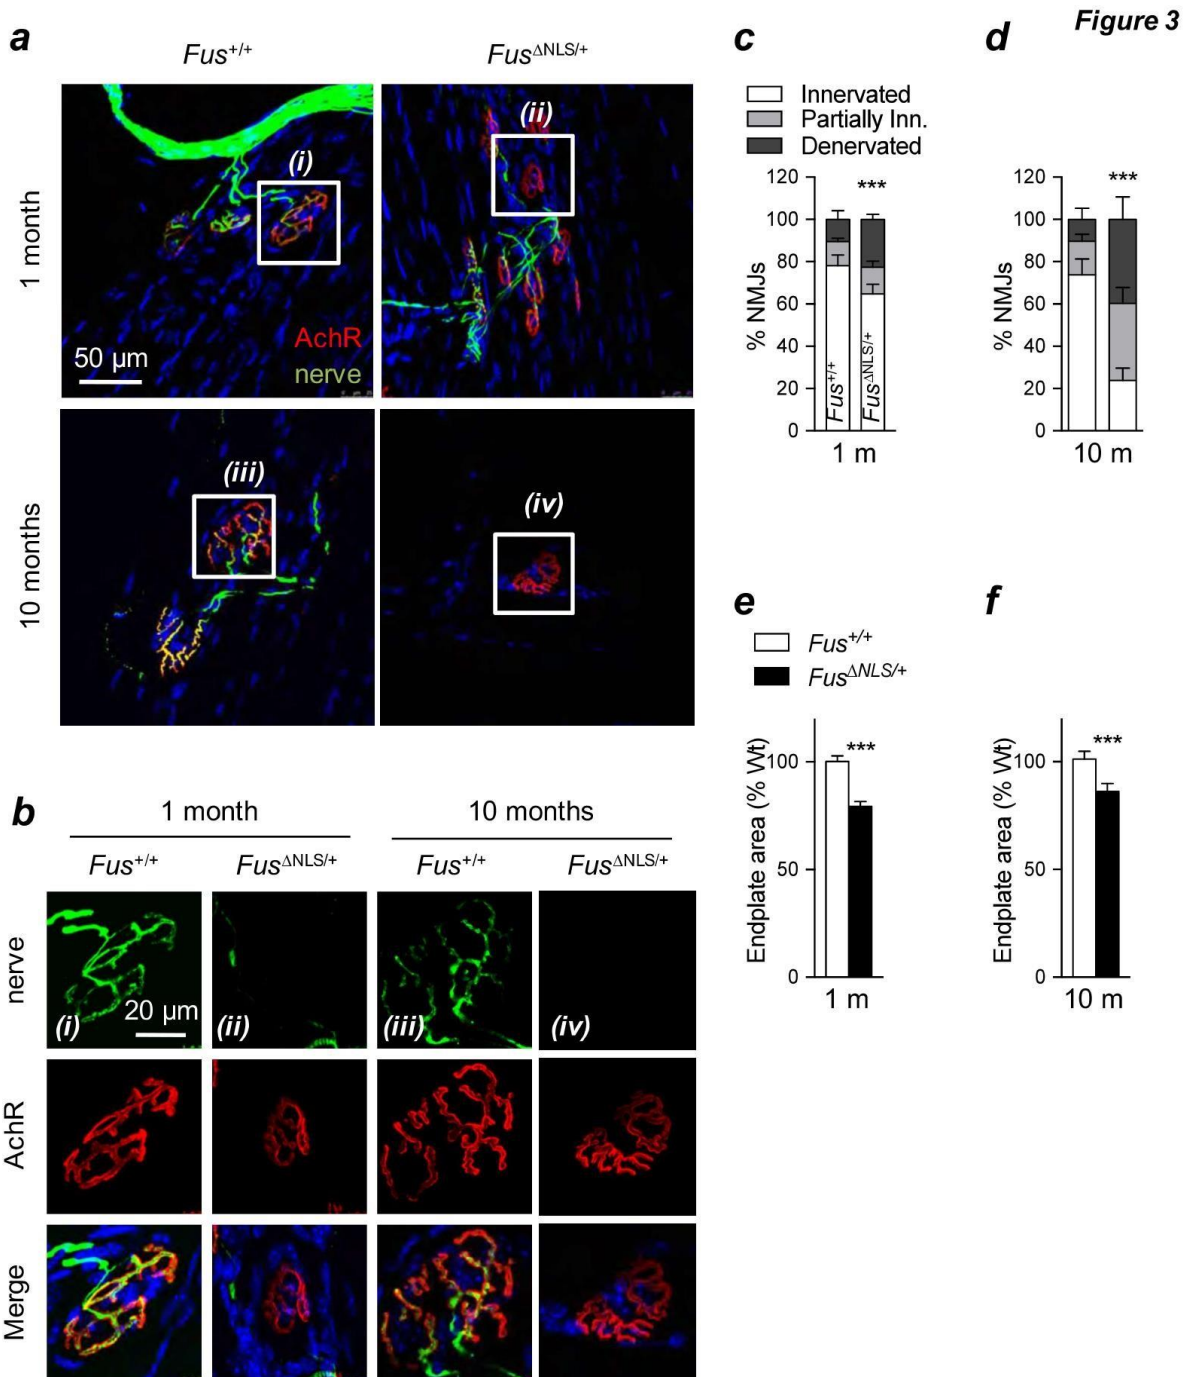 Figure 3
a
Fus+/+
FusΔNLS/+
1 month
(i)
(ii)
AchR
nerve
50 µm
10 months
(iii)
(iv)
b
1 month
10 months
Fus+/+
FusΔNLS/+
Fus+/+
FusΔNLS/+
nerve
(i)
20 µm
(ii)
(iii)
(iv)
AchR
Merge
c
Innervated
Partially Inn.
Denervated
% NMJs
120
***
100
80
60
40
20
0
Fus+/+
FusΔNLS/+
1 m
d
% NMJs
120
***
100
80
60
40
20
0
10 m
e
Fus+/+
FusΔNLS/+
Endplate area (% Wt)
***
100
50
0
1 m
f
Endplate area (% Wt)
***
100
50
0
10 m